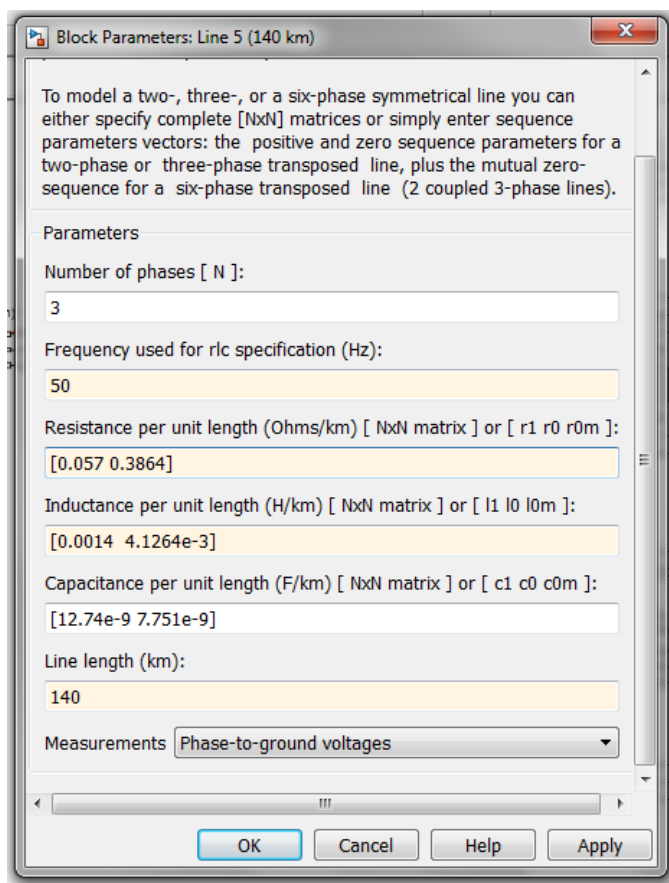 Block Parameters: Line 5 (140 km)
To model a two-, three-, or a six-phase symmetrical line you can
either specify complete [NxN] matrices or simply enter sequence
parameters vectors: the  positive and zero sequence parameters for a
two-phase or  three-phase transposed  line, plus the mutual zero-
sequence for a  six-phase transposed  line  (2 coupled 3-phase lines).
Parameters
Number of phases [ N ]:
3
Frequency used for rlc specification (Hz):
50
Resistance per unit length (Ohms/km) [ NxN matrix ] or [ r1 r0 r0m ]:
[0.057 0.3864]
Inductance per unit length (H/km) [ NxN matrix ] or [ l1 l0 l0m ]:
[0.0014  4.1264e-3]
Capacitance per unit length (F/km) [ NxN matrix ] or [ c1 c0 c0m ]:
[12.74e-9 7.751e-9]
Line length (km):
140
Measurements Phase-to-ground voltages
OK Cancel Help Apply